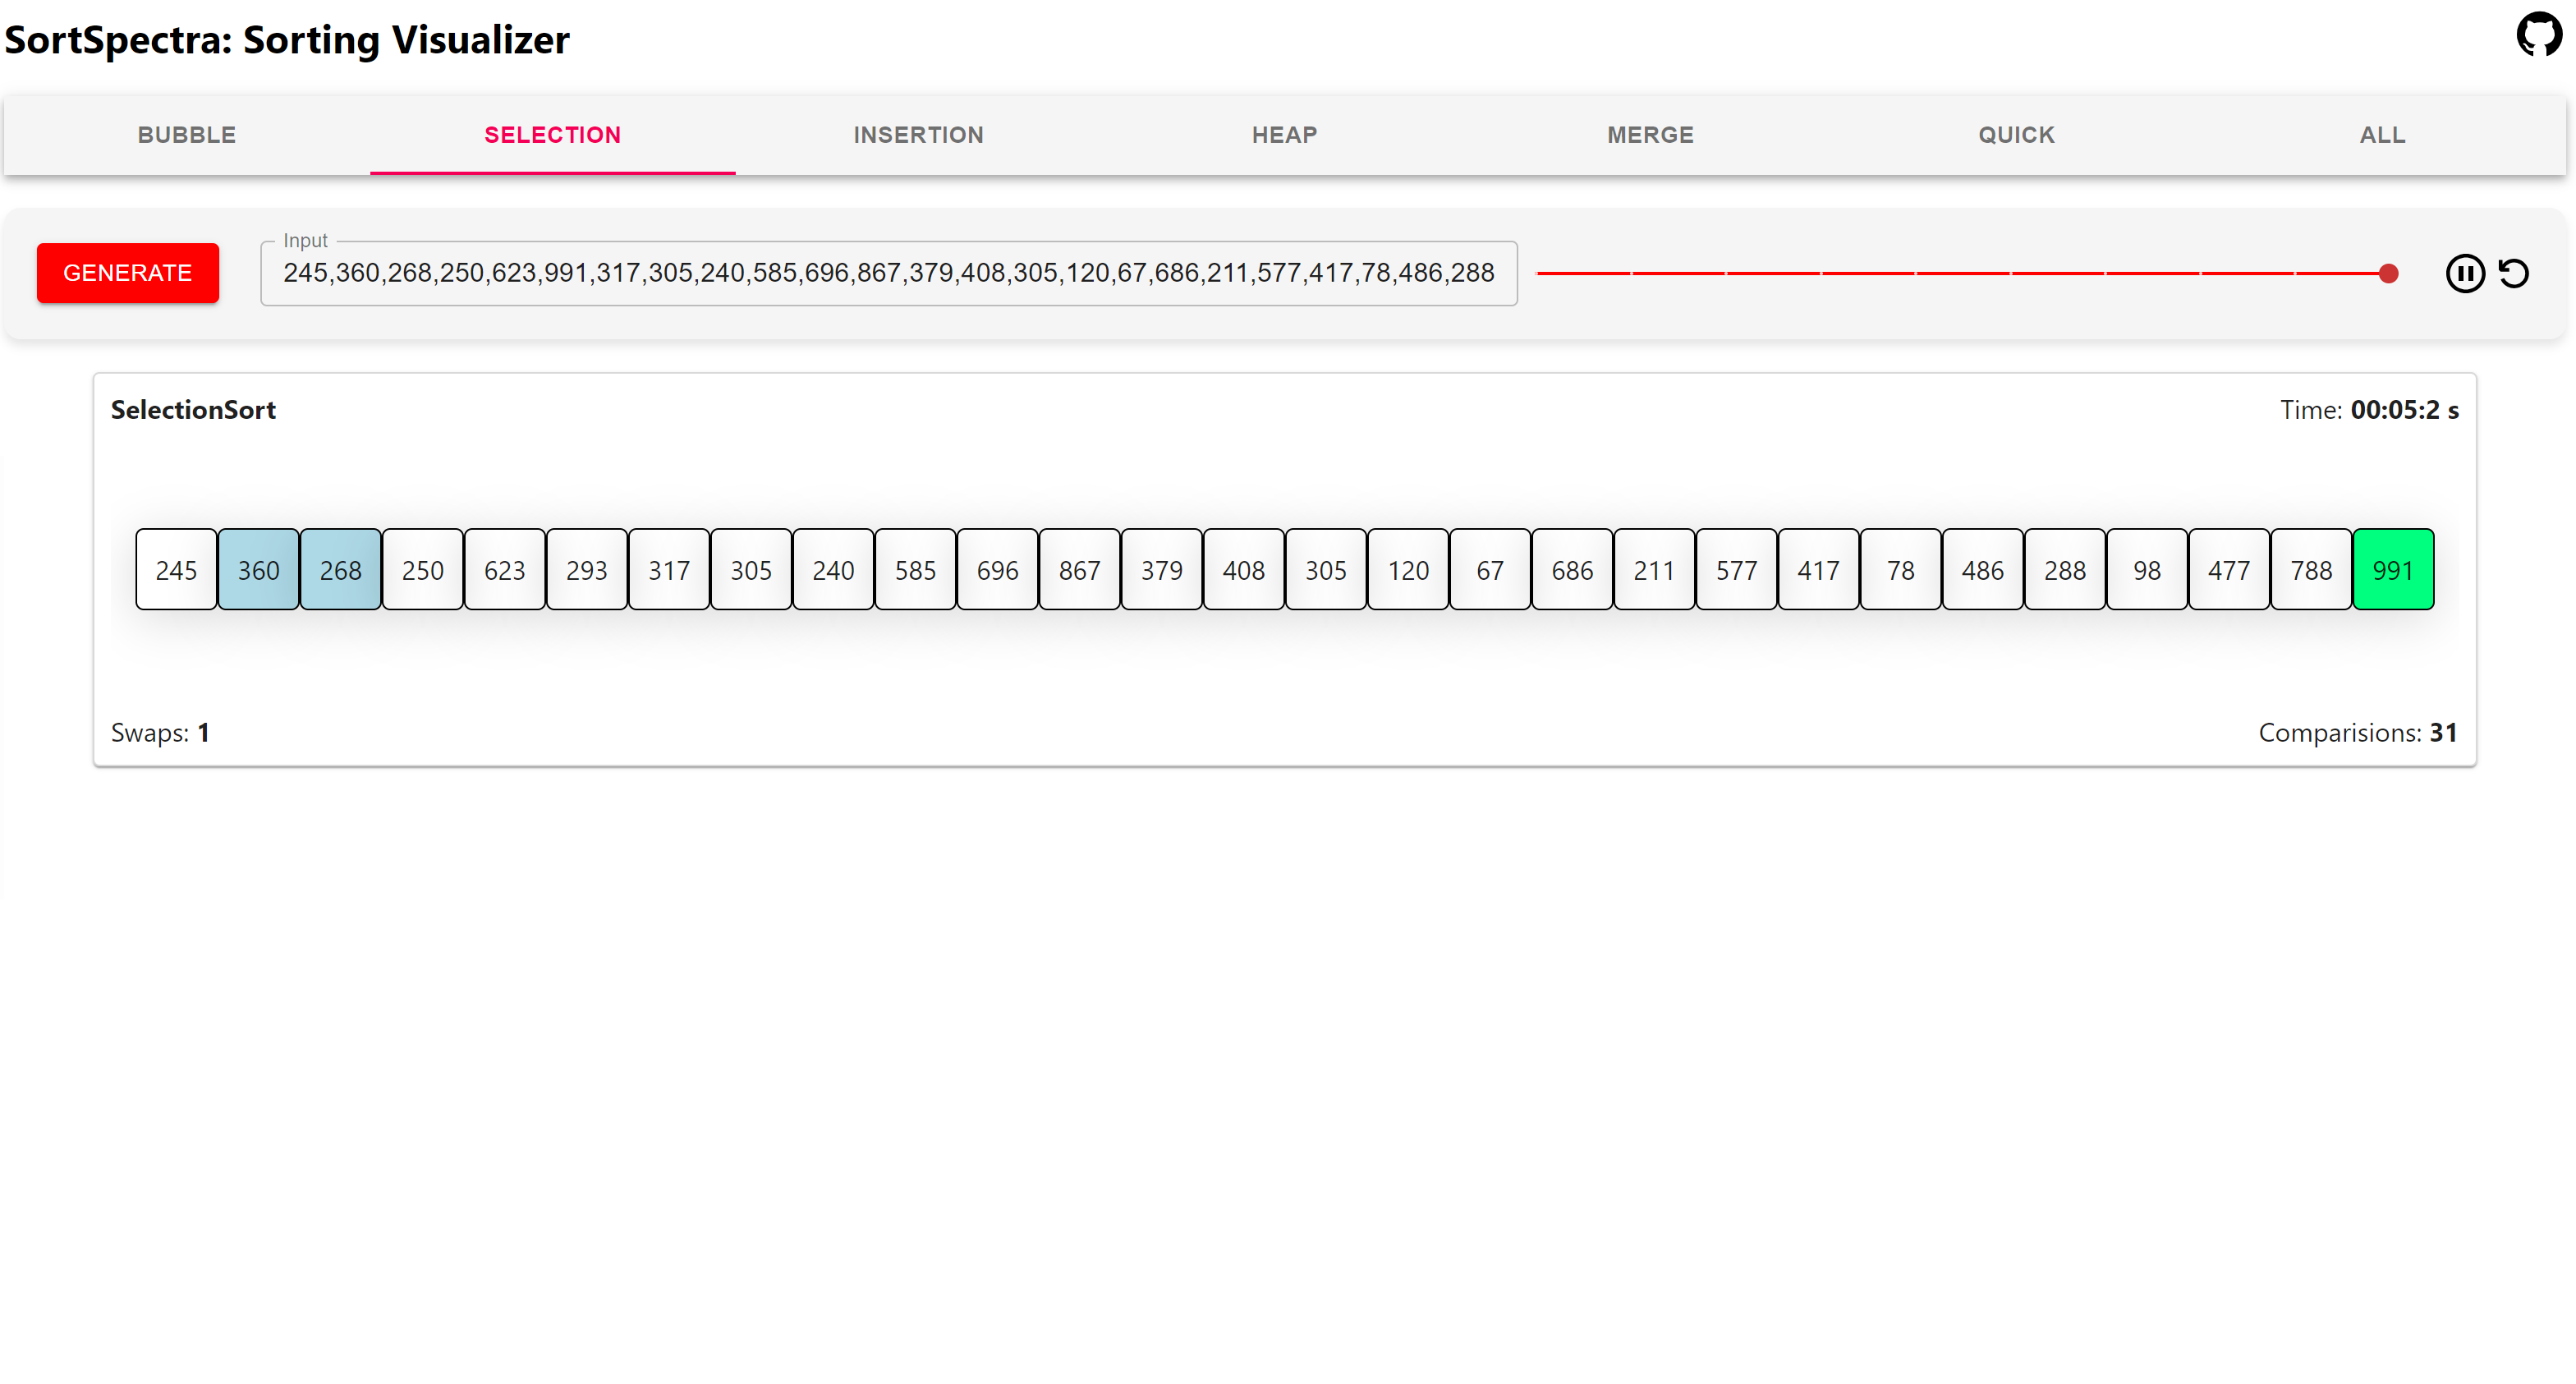 SortSpectra: Sorting Visualizer
BUBBLE SELECTION INSERTION HEAP MERGE QUICK ALL
Input
GENERATE 245,360,268,250,623,991,317,305,240,585,696,867,379,408,305,120,67,686,211,577,417,78,486,288
SelectionSort Time: 00:05:2 s
245 360 268 250 623 293 317 305 240 585 696 867 379 408 305 120 67 686 211 577 417 78 486 288 98 477 788 991
Swaps: 1 Comparisions: 31